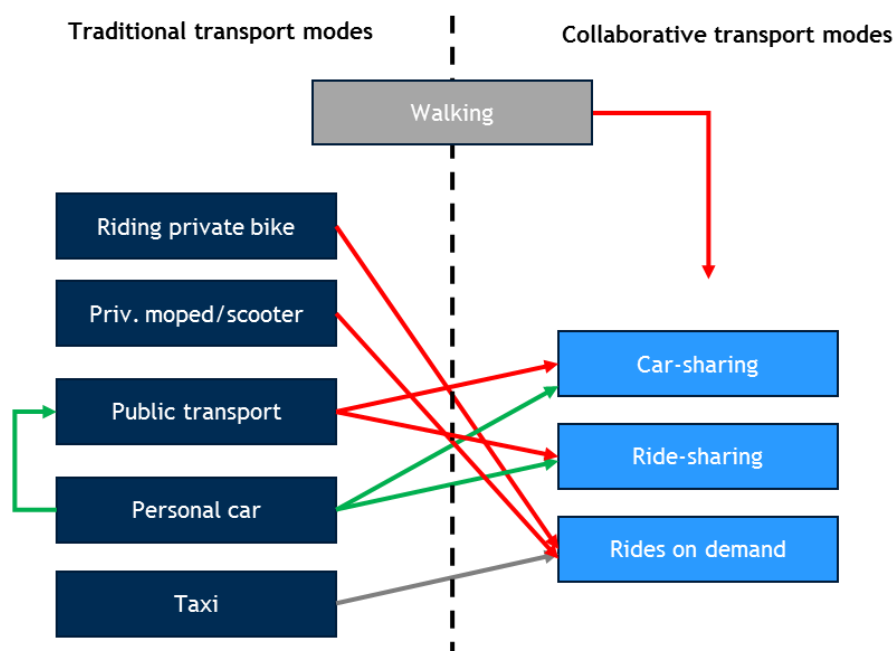 Traditional transport modes
Collaborative transport modes
Walking
Riding private bike
Priv. moped/scooter
Public transport
Personal car
Taxi
Car-sharing
Ride-sharing
Rides on demand